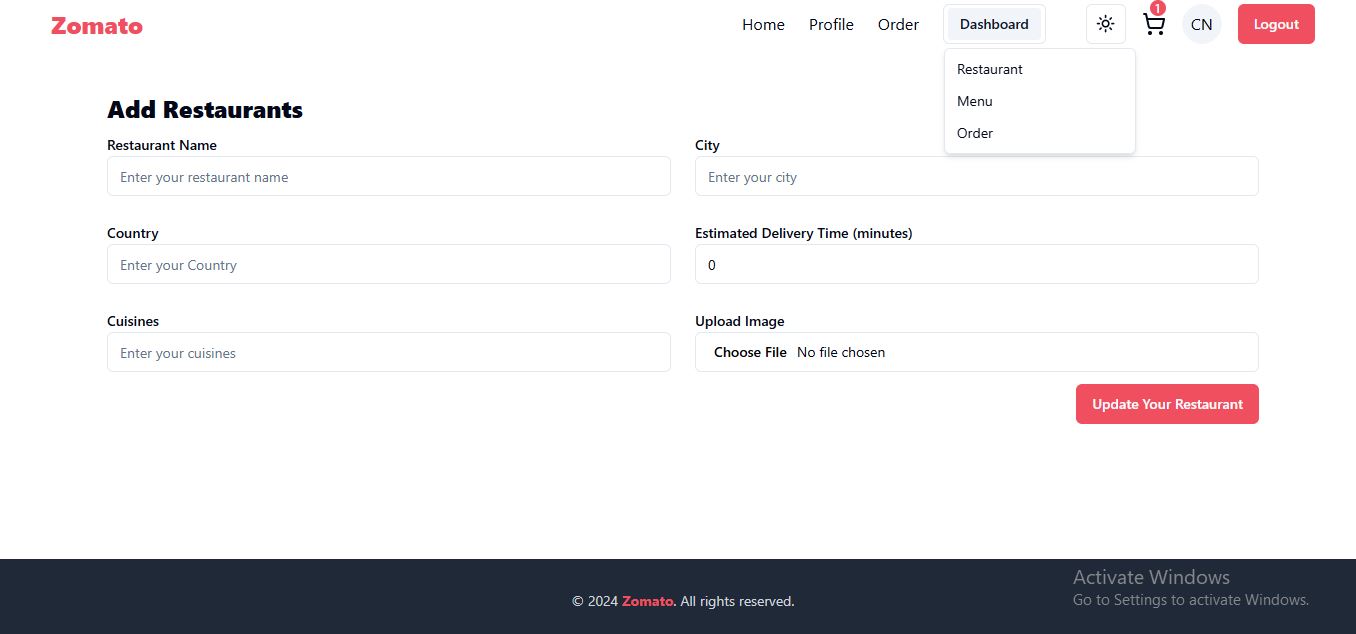 Zomato
Home Profile Order Dashboard 1 CN Logout
Restaurant
Menu
Order
Add Restaurants
Restaurant Name City
Enter your restaurant name Enter your city
Country Estimated Delivery Time (minutes)
Enter your Country 0
Cuisines Upload Image
Enter your cuisines Choose File No file chosen
Update Your Restaurant
Activate Windows
Go to Settings to activate Windows.
© 2024 Zomato. All rights reserved.